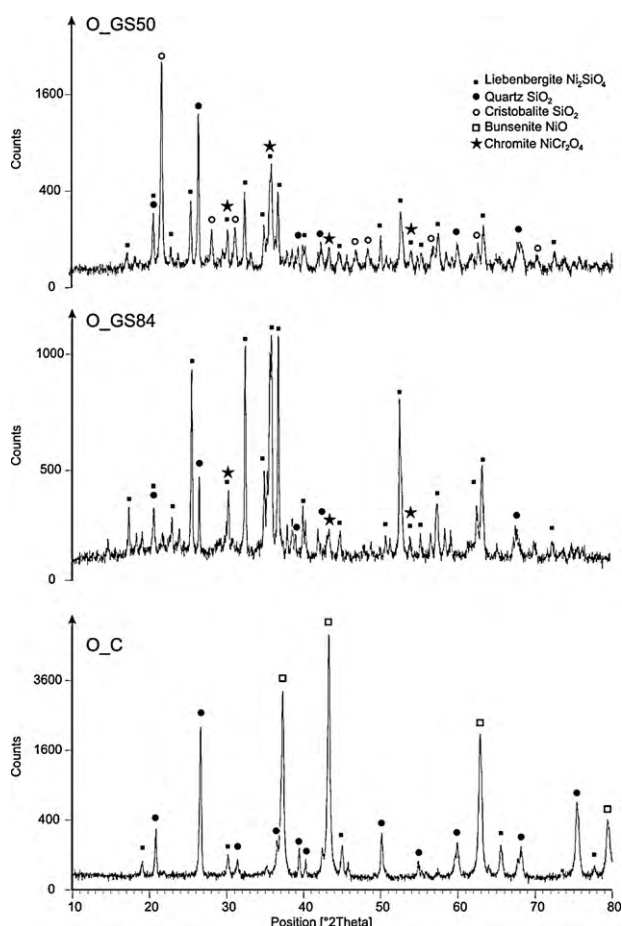 O_GS50
1600
400
0
Counts
■ Liebenbergite Ni₂SiO₄
● Quartz SiO₂
○ Cristobalite SiO₂
□ Bunsenite NiO
★ Chromite NiCr₂O₄
O_GS84
1000
500
0
Counts
O_C
3600
1600
400
0
Counts
10 20 30 40 50 60 70 80
Position [°2Theta]